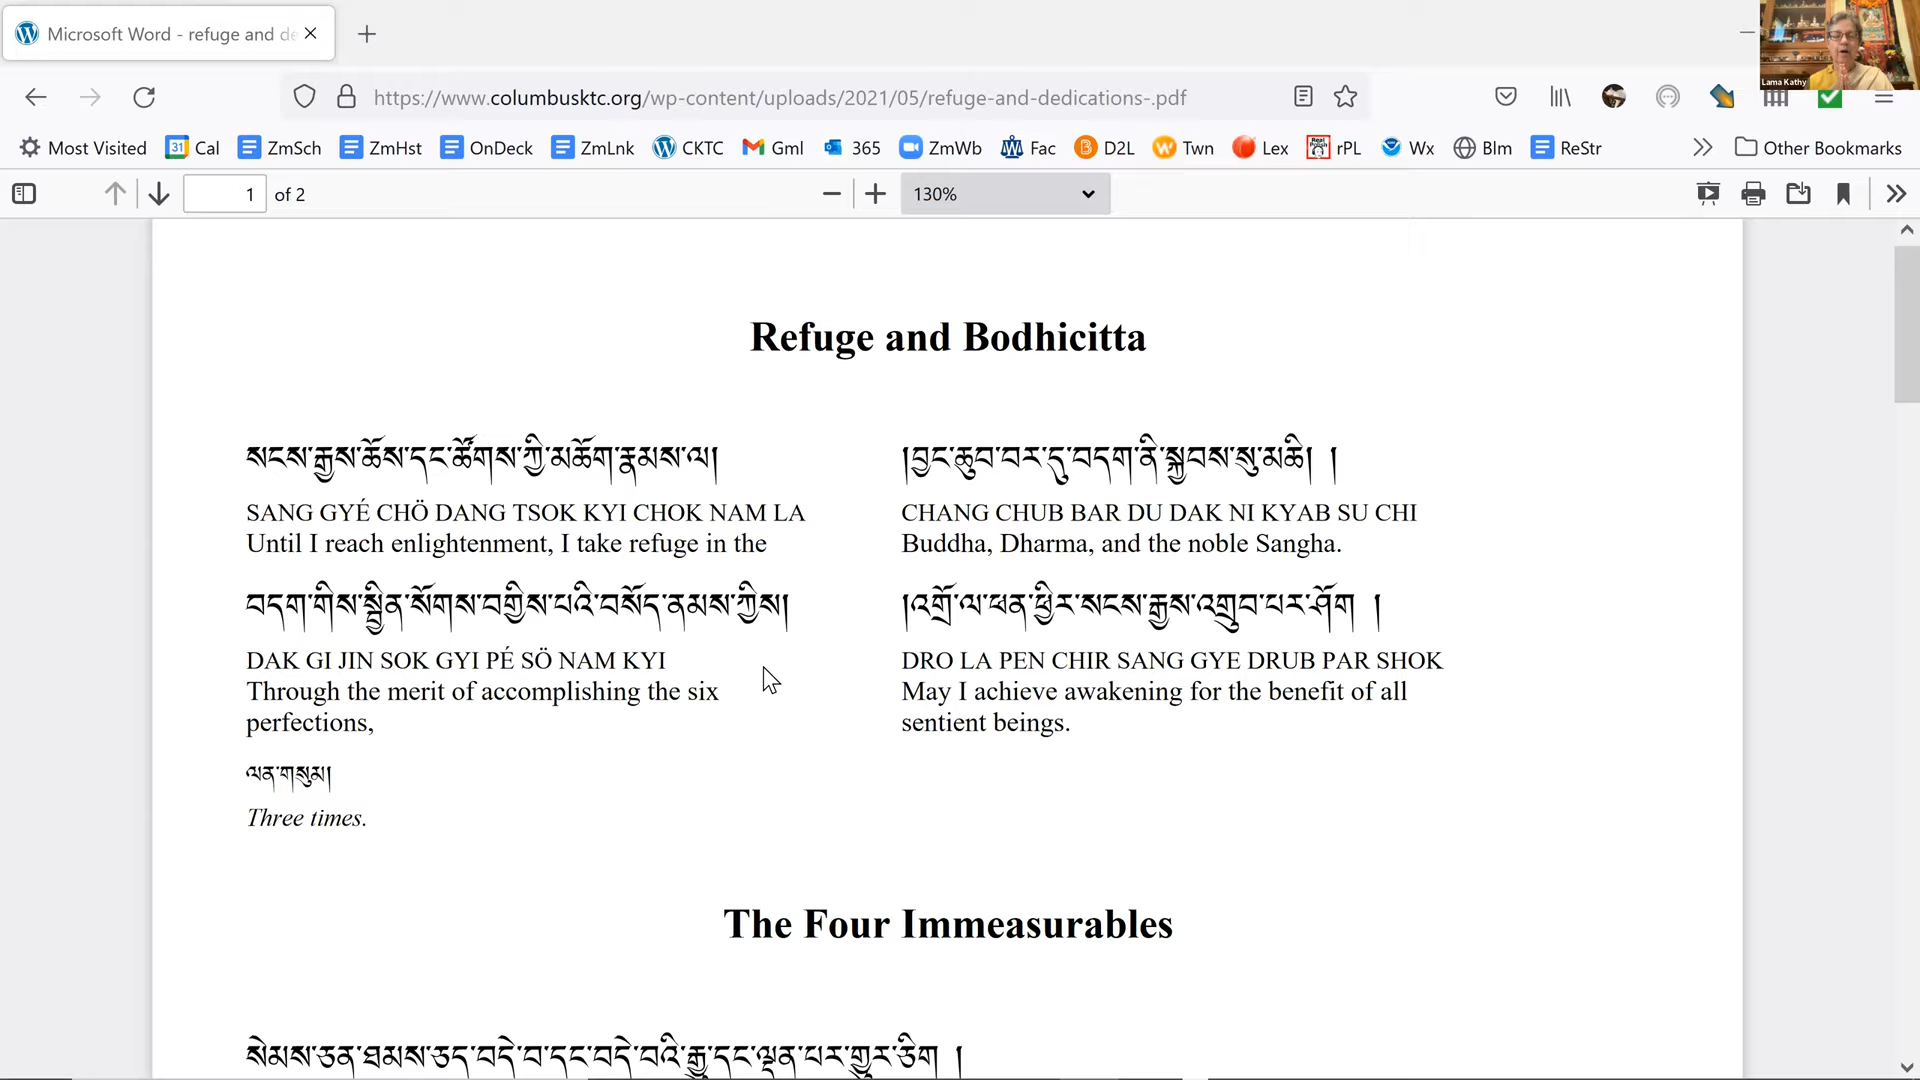 Microsoft Word - refuge and de
https://www.columbusktc.org/wp-content/uploads/2021/05/refuge-and-dedications-.pdf
Lama Kathy
Most Visited 31 Cal ZmSch ZmHst OnDeck ZmLnk CKTC Gml 365 ZmWb Fac D2L Twn Lex rPL Wx Blm ReStr Other Bookmarks
1 of 2 130%
Refuge and Bodhicitta
སངས་རྒྱས་ཆོས་དང་ཚོགས་ཀྱི་མཆོག་རྣམས་ལ། །བྱང་ཆུབ་བར་དུ་བདག་ནི་སྐྱབས་སུ་མཆི། །
SANG GYÉ CHÖ DANG TSOK KYI CHOK NAM LA CHANG CHUB BAR DU DAK NI KYAB SU CHI
Until I reach enlightenment, I take refuge in the Buddha, Dharma, and the noble Sangha.
བདག་གིས་སྦྱིན་སོགས་བགྱིས་པའི་བསོད་ནམས་ཀྱིས། །འགྲོ་ལ་ཕན་ཕྱིར་སངས་རྒྱས་འགྲུབ་པར་ཤོག །
DAK GI JIN SOK GYI PÉ SÖ NAM KYI DRO LA PEN CHIR SANG GYE DRUB PAR SHOK
Through the merit of accomplishing the six May I achieve awakening for the benefit of all
perfections, sentient beings.
ལན་གསུམ།
Three times.
The Four Immeasurables
སེམས་ཅན་ཐམས་ཅད་བདེ་བ་དང་བདེ་བའི་རྒྱུ་དང་ལྡན་པར་གྱུར་ཅིག །